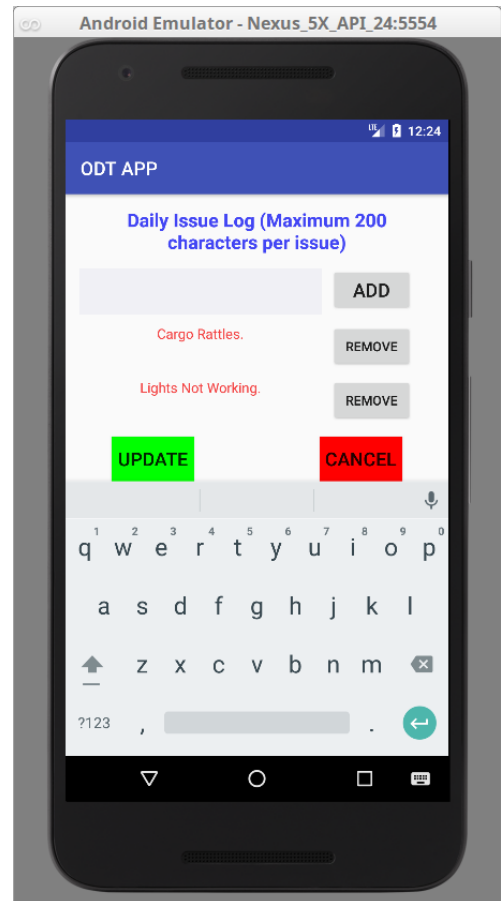 Android Emulator - Nexus_5X_API_24:5554
LTE 12:24
ODT APP
Daily Issue Log (Maximum 200
characters per issue)
ADD
Cargo Rattles.
REMOVE
Lights Not Working.
REMOVE
UPDATE CANCEL
1 2 3 4 5 6 7 8 9 0
q w e r t y u i o p
a s d f g h j k l
z x c v b n m
?123 , .